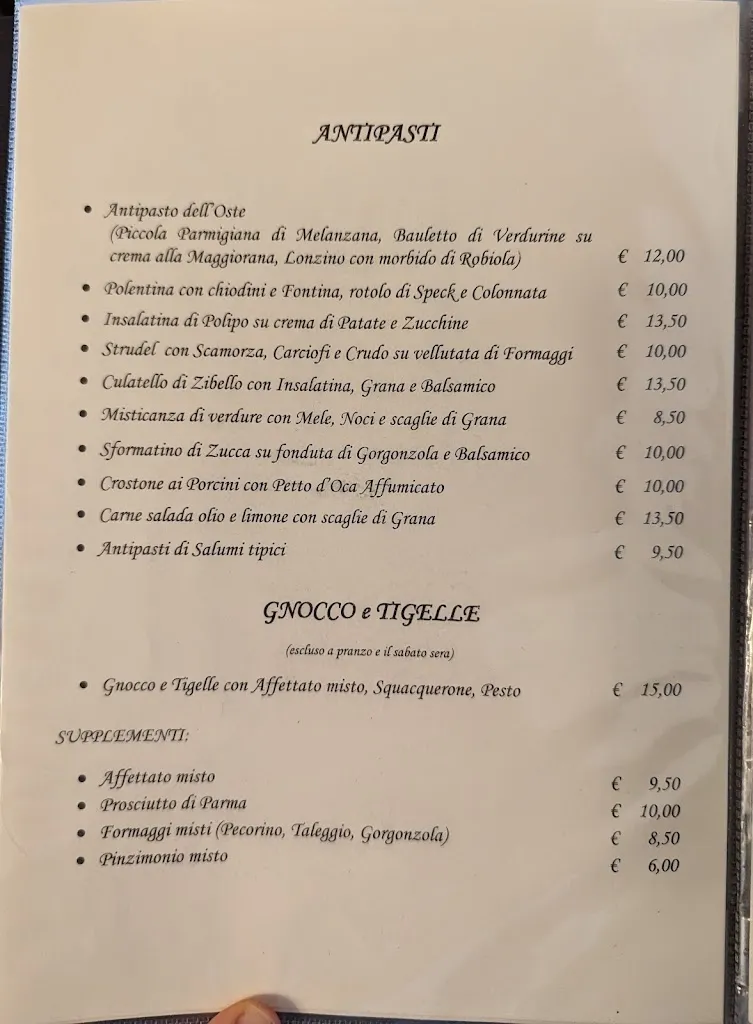 ANTIPASTI
• Antipasto dell'Oste
(Piccola Parmigiana di Melanzana, Bauletto di Verdurine su
crema alla Maggiorana, Lonzino con morbido di Robiola) € 12,00
• Polentina con chiodini e Fontina, rotolo di Speck e Colonnata € 10,00
• Insalatina di Polipo su crema di Patate e Zucchine € 13,50
• Strudel con Scamorza, Carciofi e Crudo su vellutata di Formaggi € 10,00
• Culatello di Zibello con Insalatina, Grana e Balsamico € 13,50
• Misticanza di verdure con Mele, Noci e scaglie di Grana € 8,50
• Sformatino di Zucca su fonduta di Gorgonzola e Balsamico € 10,00
• Crostone ai Porcini con Petto d'Oca Affumicato € 10,00
• Carne salada olio e limone con scaglie di Grana € 13,50
• Antipasti di Salumi tipici € 9,50
GNOCCO e TIGELLE
(escluso a pranzo e il sabato sera)
• Gnocco e Tigelle con Affettato misto, Squacquerone, Pesto € 15,00
SUPPLEMENTI:
• Affettato misto € 9,50
• Prosciutto di Parma € 10,00
• Formaggi misti (Pecorino, Taleggio, Gorgonzola) € 8,50
• Pinzimonio misto € 6,00